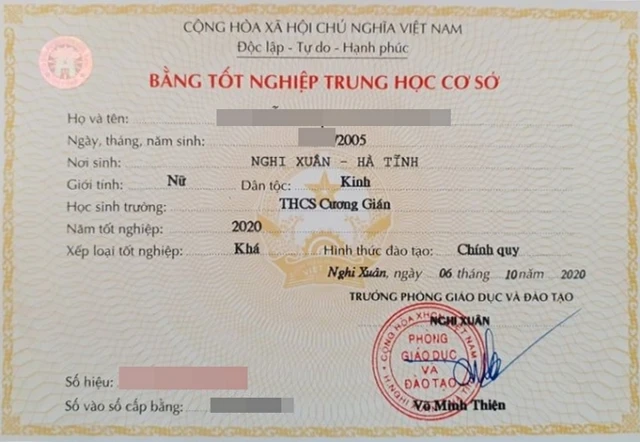 CỘNG HÒA XÃ HỘI CHỦ NGHĨA VIỆT NAM
Độc lập - Tự do - Hạnh phúc
BẰNG TỐT NGHIỆP TRUNG HỌC CƠ SỞ
Họ và tên:
Ngày, tháng, năm sinh: /2005
Nơi sinh: NGHI XUÂN - HÀ TĨNH
Giới tính: Nữ Dân tộc: Kinh
Học sinh trường: THCS Cương Gián
Năm tốt nghiệp: 2020
Xếp loại tốt nghiệp: Khá Hình thức đào tạo: Chính quy
Nghi Xuân, ngày 06 tháng 10 năm 2020
TRƯỞNG PHÒNG GIÁO DỤC VÀ ĐÀO TẠO
NGHI XUÂN
PHÒNG
GIÁO DỤC
VÀ
ĐÀO TẠO
Số hiệu:
Võ Minh Thiện
Số vào sổ cấp bằng: